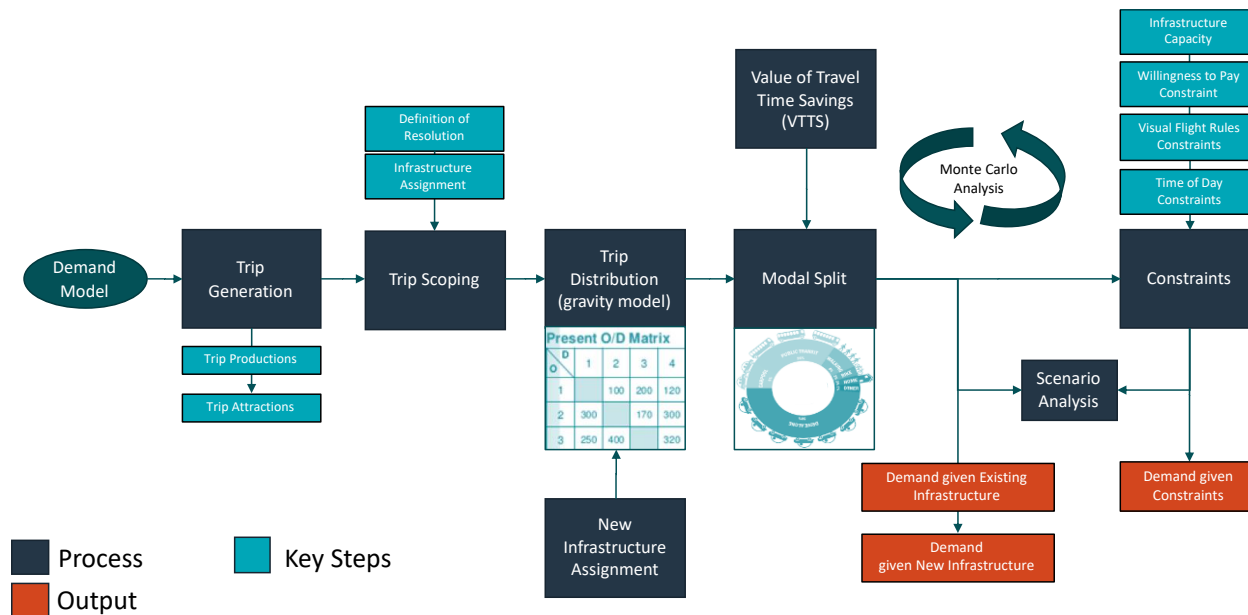 Infrastructure
Capacity
Willingness to Pay
Constraint
Visual Flight Rules
Constraints
Time of Day
Constraints
Value of Travel
Time Savings
(VTTS)
Definition of
Resolution
Infrastructure
Assignment
Monte Carlo
Analysis
Demand
Model
Trip
Generation
Trip Scoping
Trip
Distribution
(gravity model)
Modal Split
Constraints
Trip Productions
Trip Attractions
Present O/D Matrix
D
O
1 2 3 4
1 100 200 120
2 300 170 300
3 250 400 320
PUBLIC TRANSIT
DRIVE ALONE
Scenario
Analysis
Demand given Existing
Infrastructure
Demand given
Constraints
New
Infrastructure
Assignment
Demand
given New Infrastructure
Process
Key Steps
Output